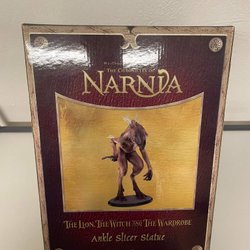 THE CHRONICLES OF
NARNIA
THE LION, THE WITCH AND THE WARDROBE
Ankle Slicer Statue